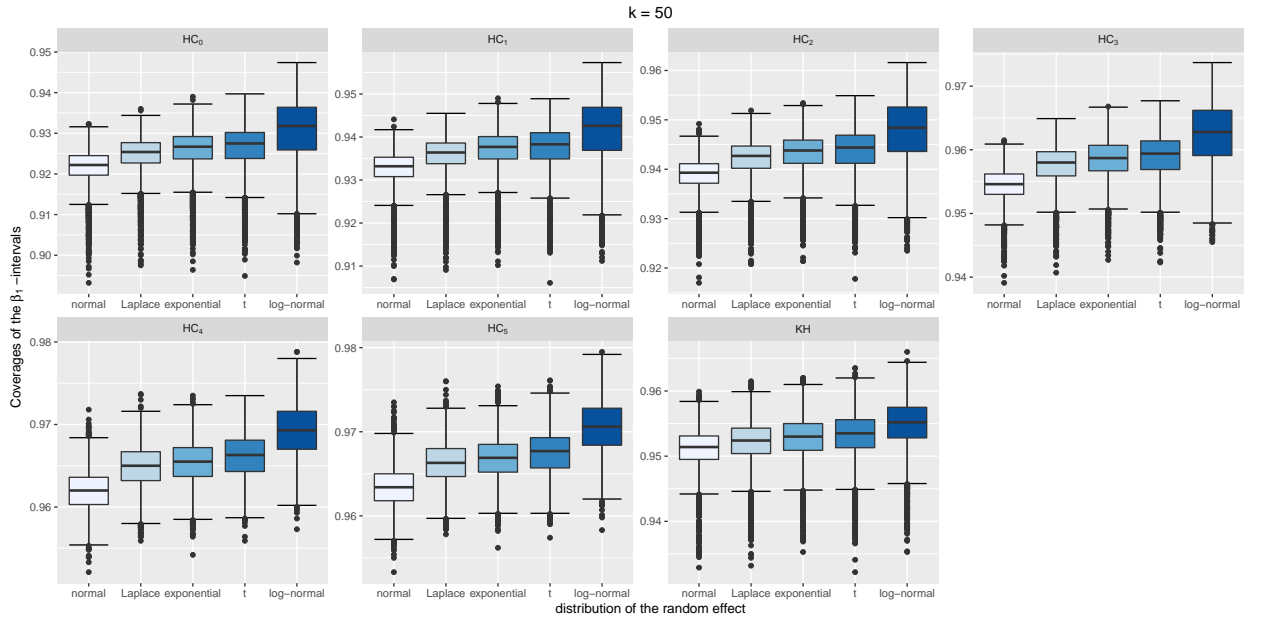 k = 50
Coverages of the β₁ −intervals
HC₀
0.95
0.94
0.93
0.92
0.91
0.90
normal Laplace exponential t log−normal
HC₁
0.95
0.94
0.93
0.92
0.91
normal Laplace exponential t log−normal
HC₂
0.96
0.95
0.94
0.93
0.92
normal Laplace exponential t log−normal
HC₃
0.97
0.96
0.95
0.94
normal Laplace exponential t log−normal
HC₄
0.98
0.97
0.96
normal Laplace exponential t log−normal
HC₅
0.98
0.97
0.96
normal Laplace exponential t log−normal
KH
0.96
0.95
0.94
normal Laplace exponential t log−normal
distribution of the random effect